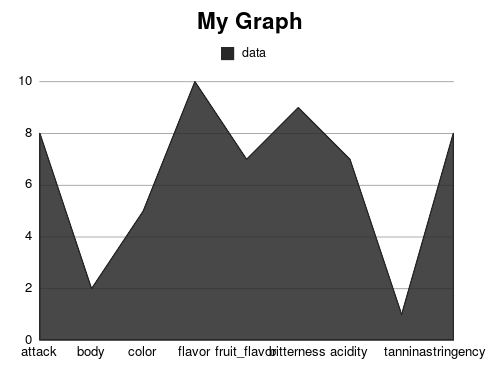 My Graph
data
10
8
6
4
2
0
attack body color flavor fruit_flavor bitterness acidity tannin astringency